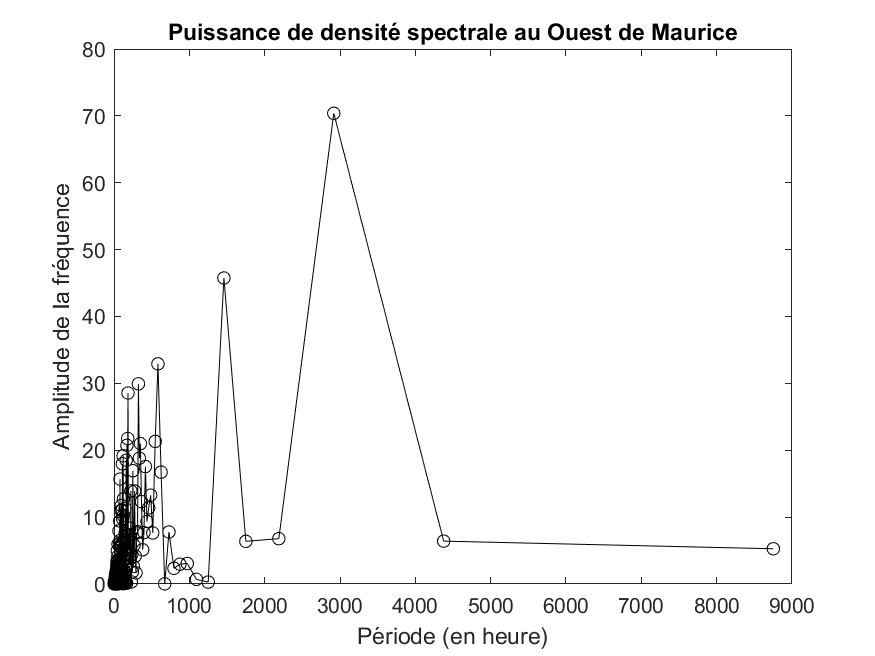 Puissance de densité spectrale au Ouest de Maurice
80
70
60
50
40
30
20
10
0
Amplitude de la fréquence
0 1000 2000 3000 4000 5000 6000 7000 8000 9000
Période (en heure)